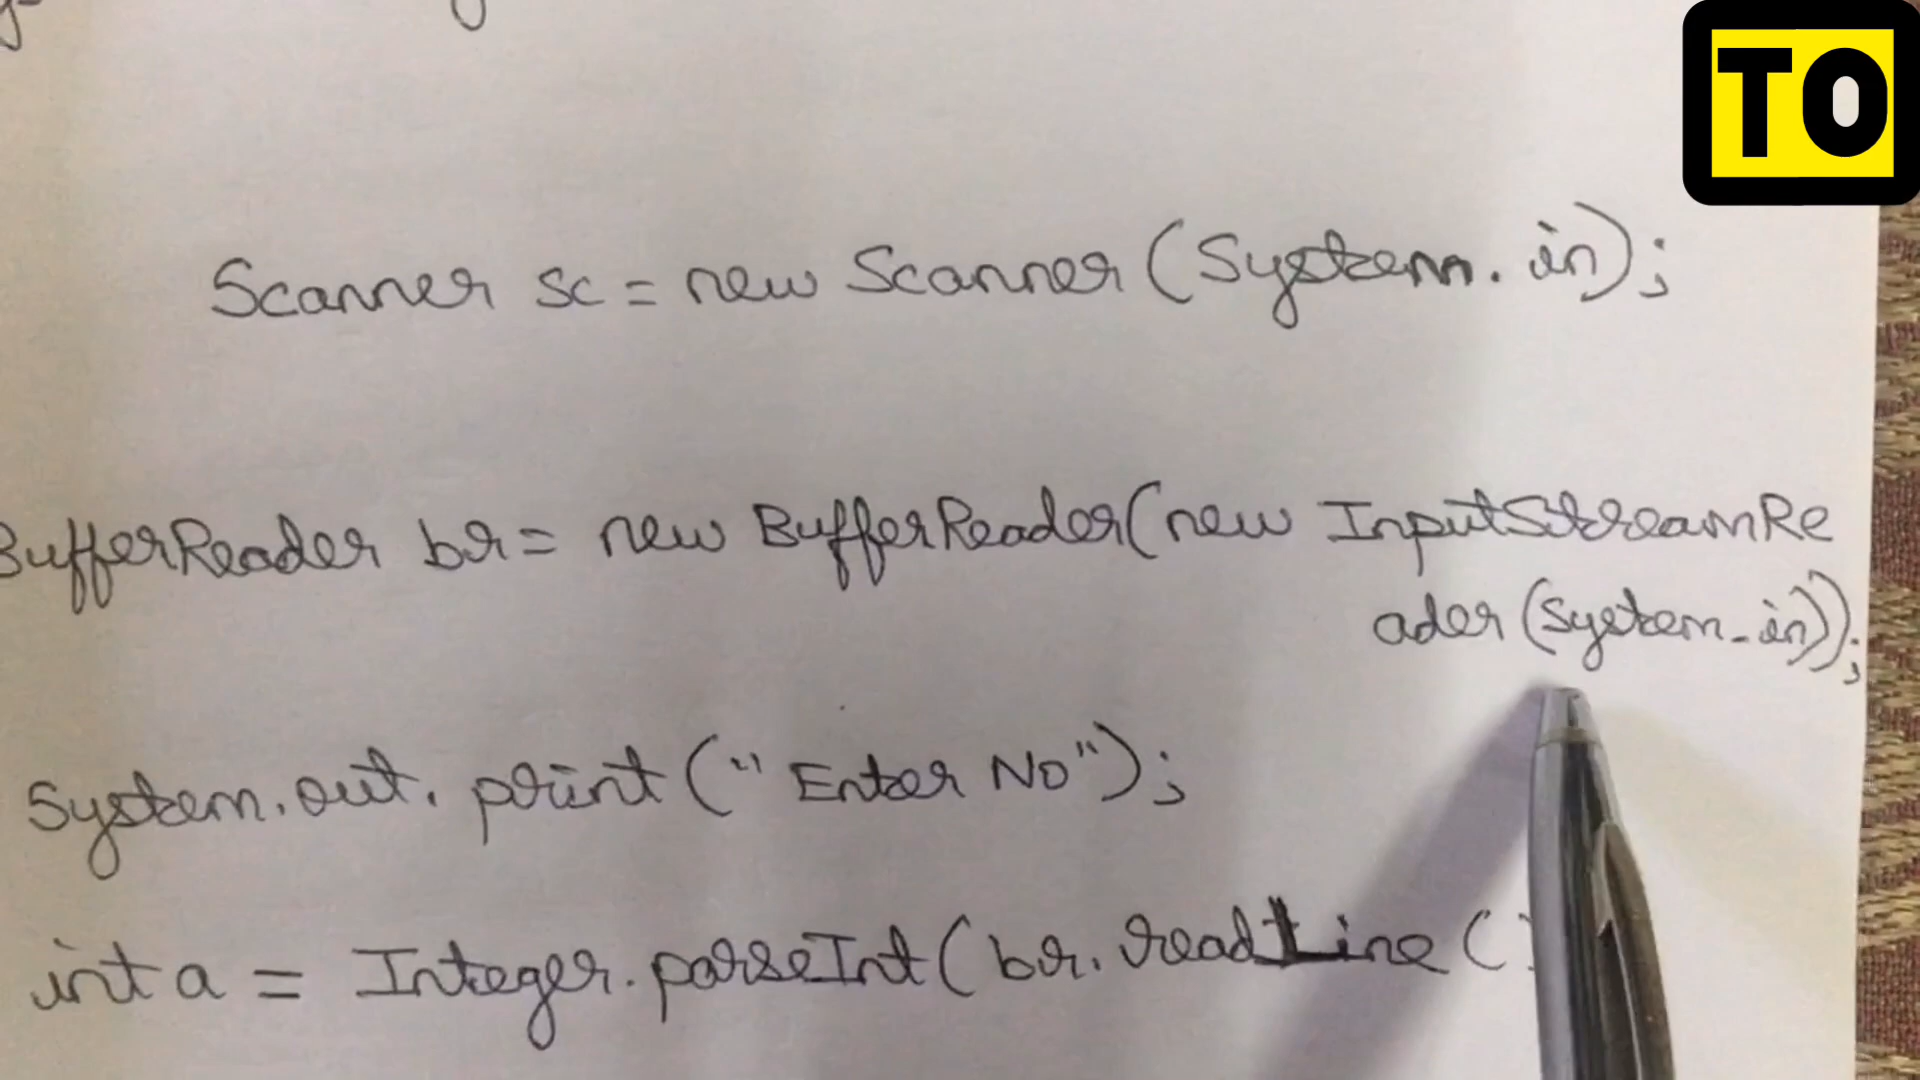 TO
Scanner sc = new Scanner (System. in);
BufferReader br = new BufferReader(new InputStreamRe
ader (System.in));
System.out. print (" Enter No");
int a = Integer.parseInt( br. readLine (